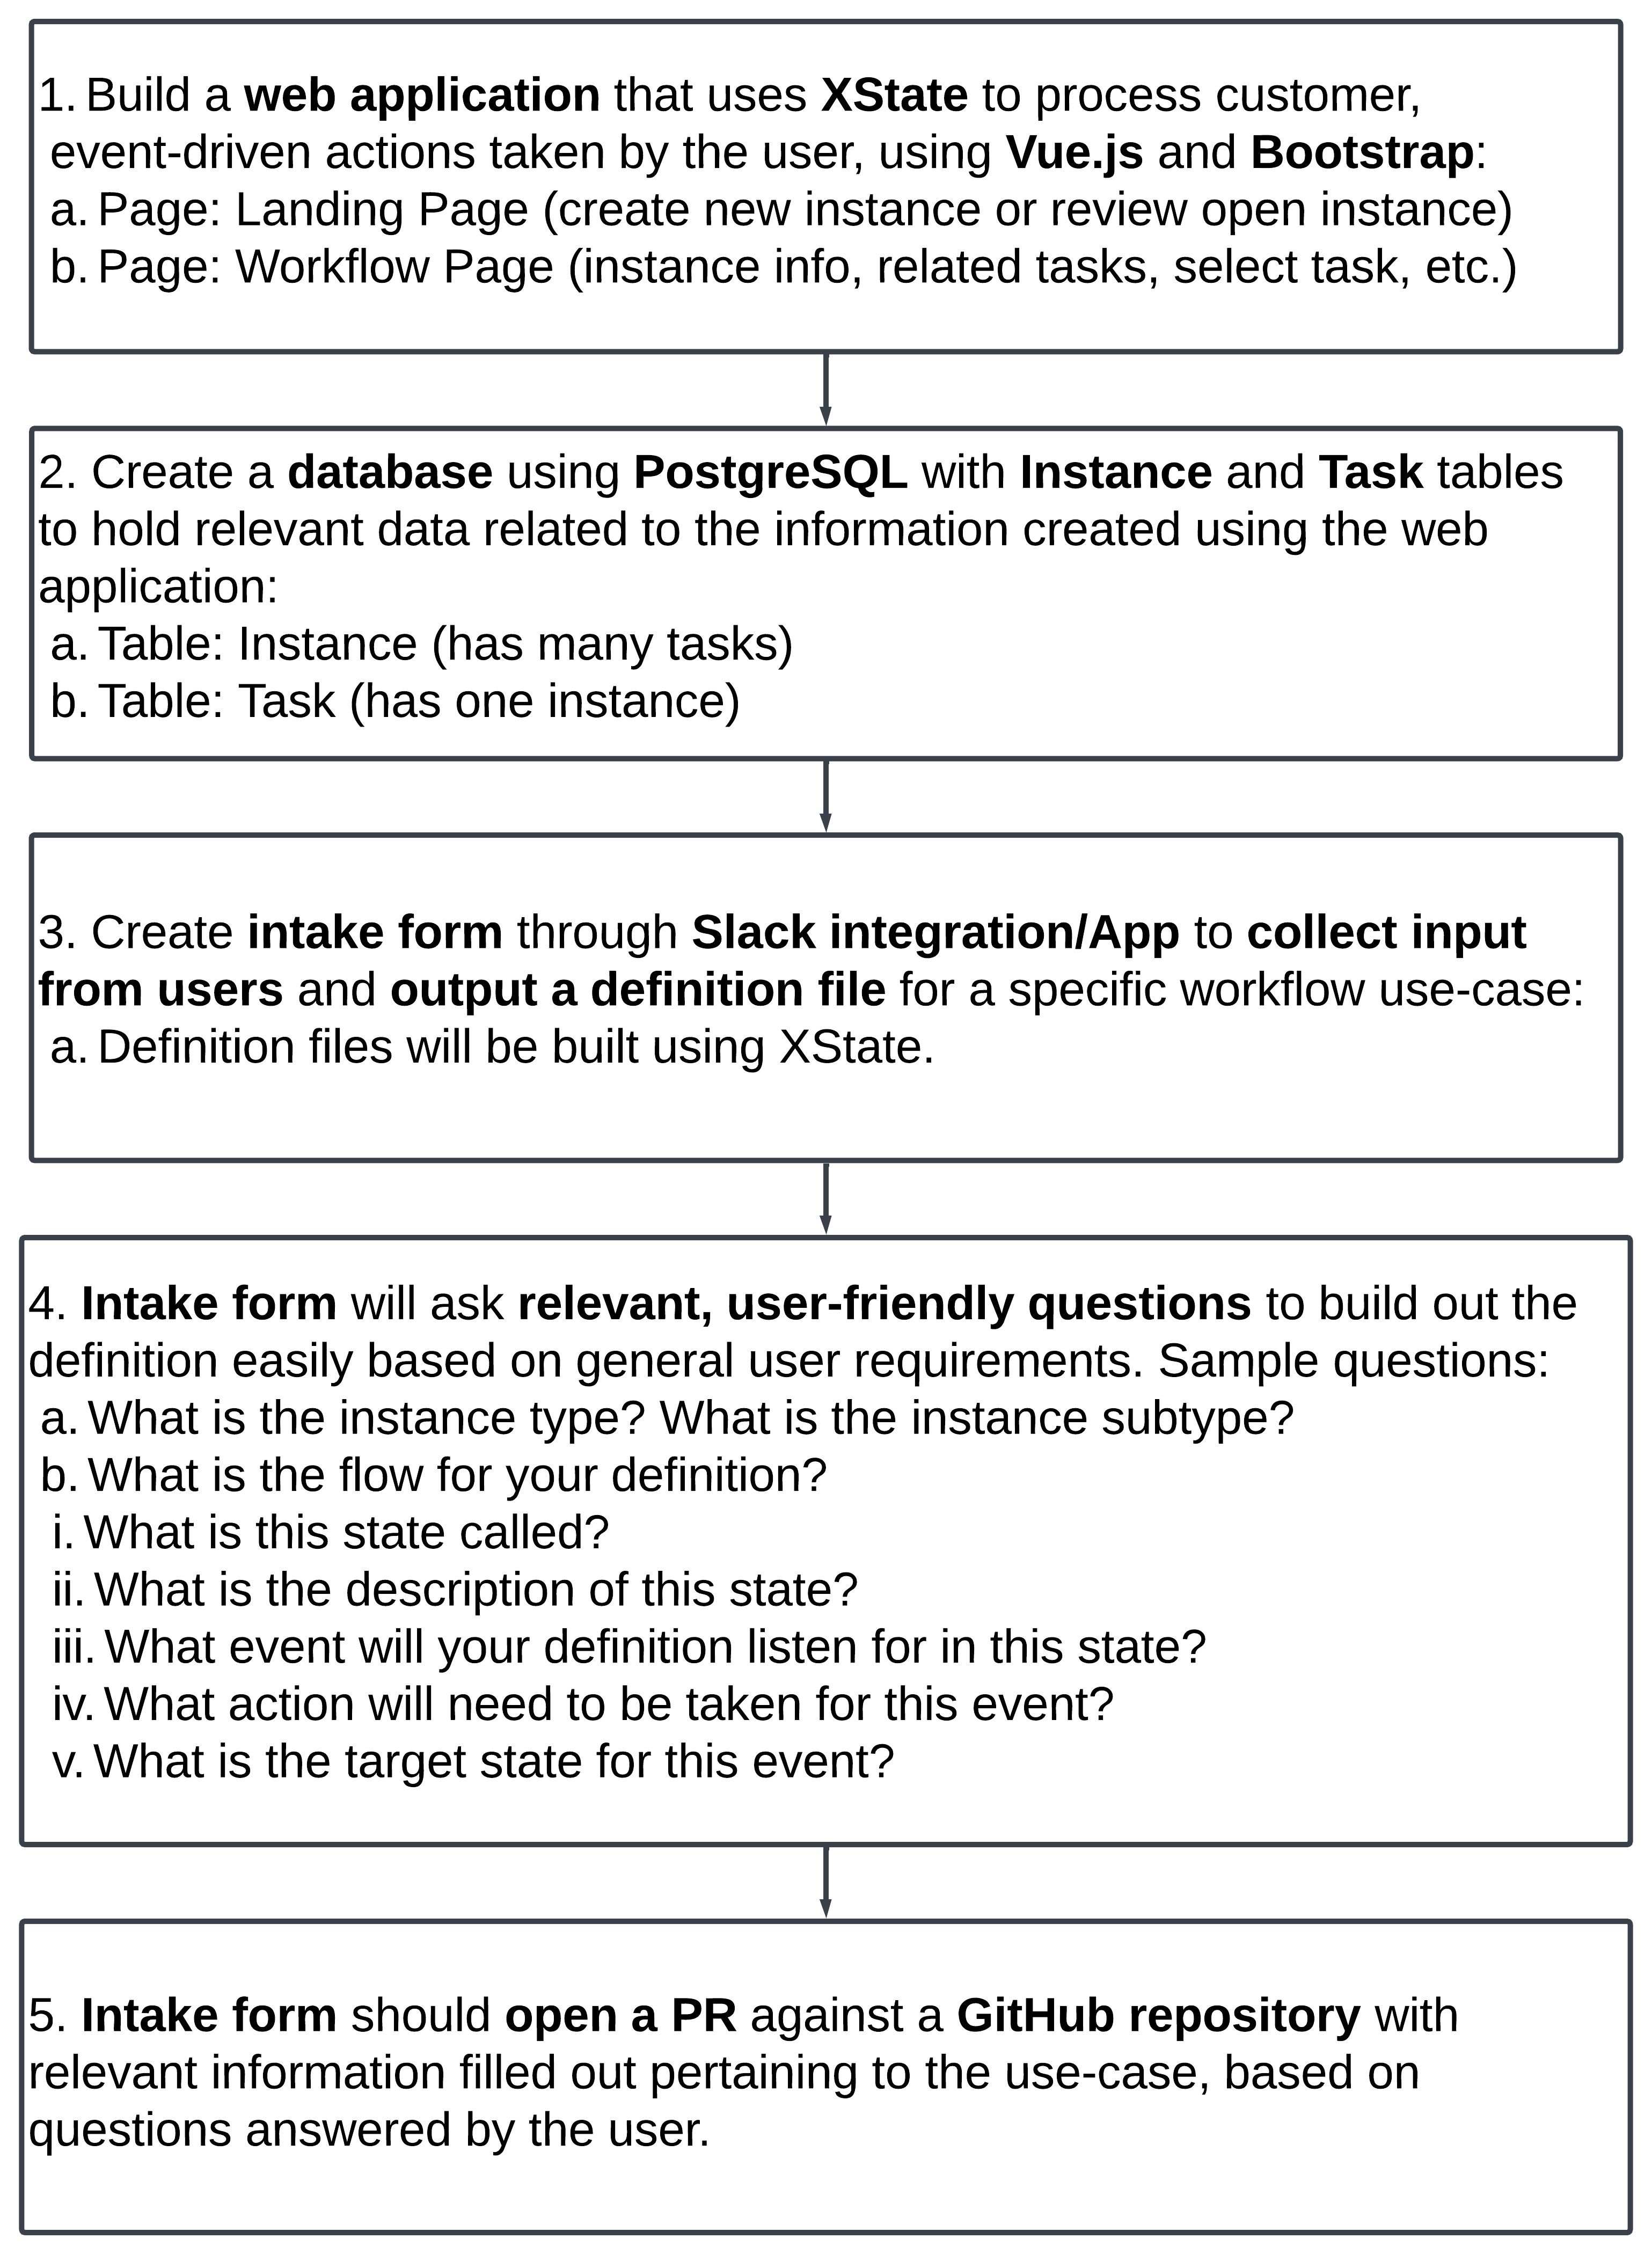 1. Build a web application that uses XState to process customer,
event-driven actions taken by the user, using Vue.js and Bootstrap:
a. Page: Landing Page (create new instance or review open instance)
b. Page: Workflow Page (instance info, related tasks, select task, etc.)
2. Create a database using PostgreSQL with Instance and Task tables
to hold relevant data related to the information created using the web
application:
a. Table: Instance (has many tasks)
b. Table: Task (has one instance)
3. Create intake form through Slack integration/App to collect input
from users and output a definition file for a specific workflow use-case:
a. Definition files will be built using XState.
4. Intake form will ask relevant, user-friendly questions to build out the
definition easily based on general user requirements. Sample questions:
a. What is the instance type? What is the instance subtype?
b. What is the flow for your definition?
i. What is this state called?
ii. What is the description of this state?
iii. What event will your definition listen for in this state?
iv. What action will need to be taken for this event?
v. What is the target state for this event?
5. Intake form should open a PR against a GitHub repository with
relevant information filled out pertaining to the use-case, based on
questions answered by the user.